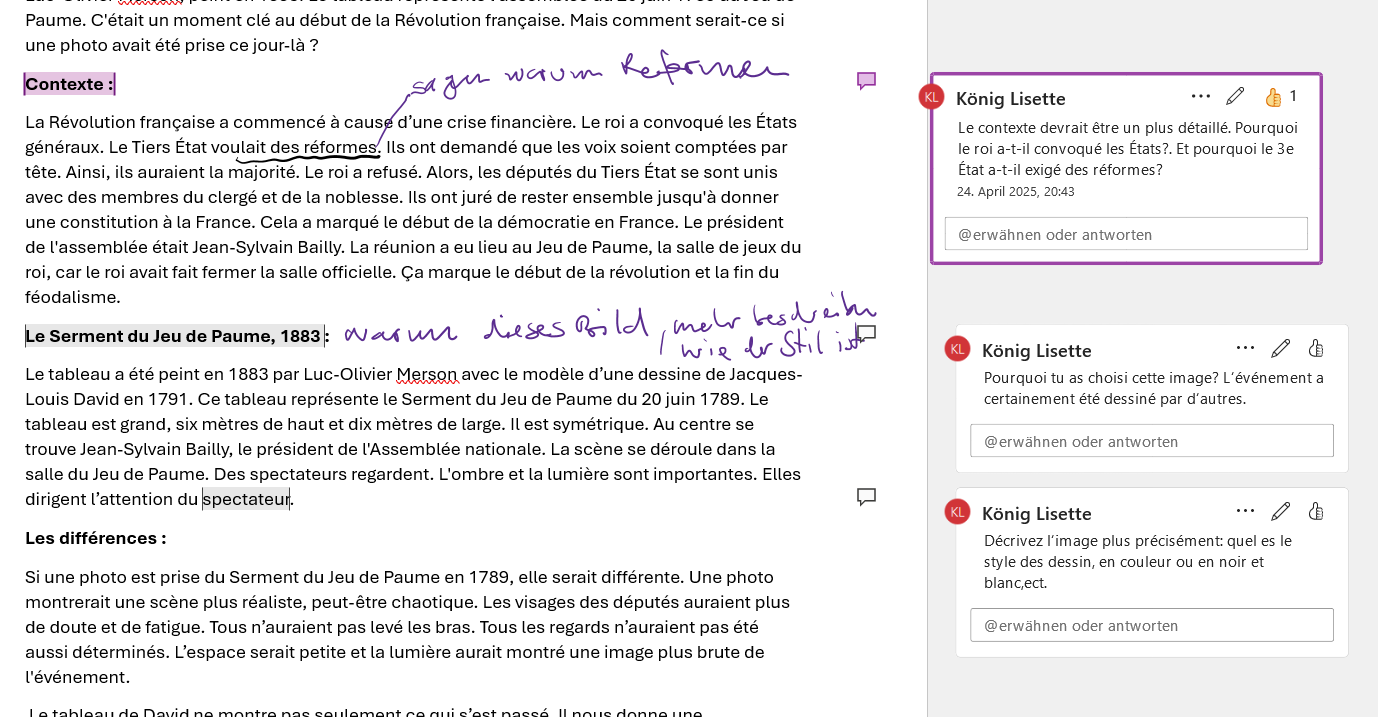 Paume. C'était un moment clé au début de la Révolution française. Mais comment serait-ce si
une photo avait été prise ce jour-là ?
sagen warum Reformen
Contexte :
La Révolution française a commencé à cause d’une crise financière. Le roi a convoqué les États
généraux. Le Tiers État voulait des réformes. Ils ont demandé que les voix soient comptées par
tête. Ainsi, ils auraient la majorité. Le roi a refusé. Alors, les députés du Tiers État se sont unis
avec des membres du clergé et de la noblesse. Ils ont juré de rester ensemble jusqu'à donner
une constitution à la France. Cela a marqué le début de la démocratie en France. Le président
de l'assemblée était Jean-Sylvain Bailly. La réunion a eu lieu au Jeu de Paume, la salle de jeux du
roi, car le roi avait fait fermer la salle officielle. Ça marque le début de la révolution et la fin du
féodalisme.
Le Serment du Jeu de Paume, 1883 :
warum dieses Bild, mehr beschreiben
wie der Stil ist
Le tableau a été peint en 1883 par Luc-Olivier Merson avec le modèle d’une dessine de Jacques-
Louis David en 1791. Ce tableau représente le Serment du Jeu de Paume du 20 juin 1789. Le
tableau est grand, six mètres de haut et dix mètres de large. Il est symétrique. Au centre se
trouve Jean-Sylvain Bailly, le président de l'Assemblée nationale. La scène se déroule dans la
salle du Jeu de Paume. Des spectateurs regardent. L'ombre et la lumière sont importantes. Elles
dirigent l’attention du spectateur.
Les différences :
Si une photo est prise du Serment du Jeu de Paume en 1789, elle serait différente. Une photo
montrerait une scène plus réaliste, peut-être chaotique. Les visages des députés auraient plus
de doute et de fatigue. Tous n’auraient pas levé les bras. Tous les regards n’auraient pas été
aussi déterminés. L’espace serait petite et la lumière aurait montré une image plus brute de
l'événement.
Le tableau de David ne montre pas seulement ce qui s’est passé. Il nous donne une
KL König Lisette 1
Le contexte devrait être un plus détaillé. Pourquoi
le roi a-t-il convoqué les États?. Et pourquoi le 3e
État a-t-il exigé des réformes?
24. April 2025, 20:43
@erwähnen oder antworten
KL König Lisette
Pourquoi tu as choisi cette image? L’événement a
certainement été dessiné par d’autres.
@erwähnen oder antworten
KL König Lisette
Décrivez l’image plus précisément: quel es le
style des dessin, en couleur ou en noir et
blanc,ect.
@erwähnen oder antworten